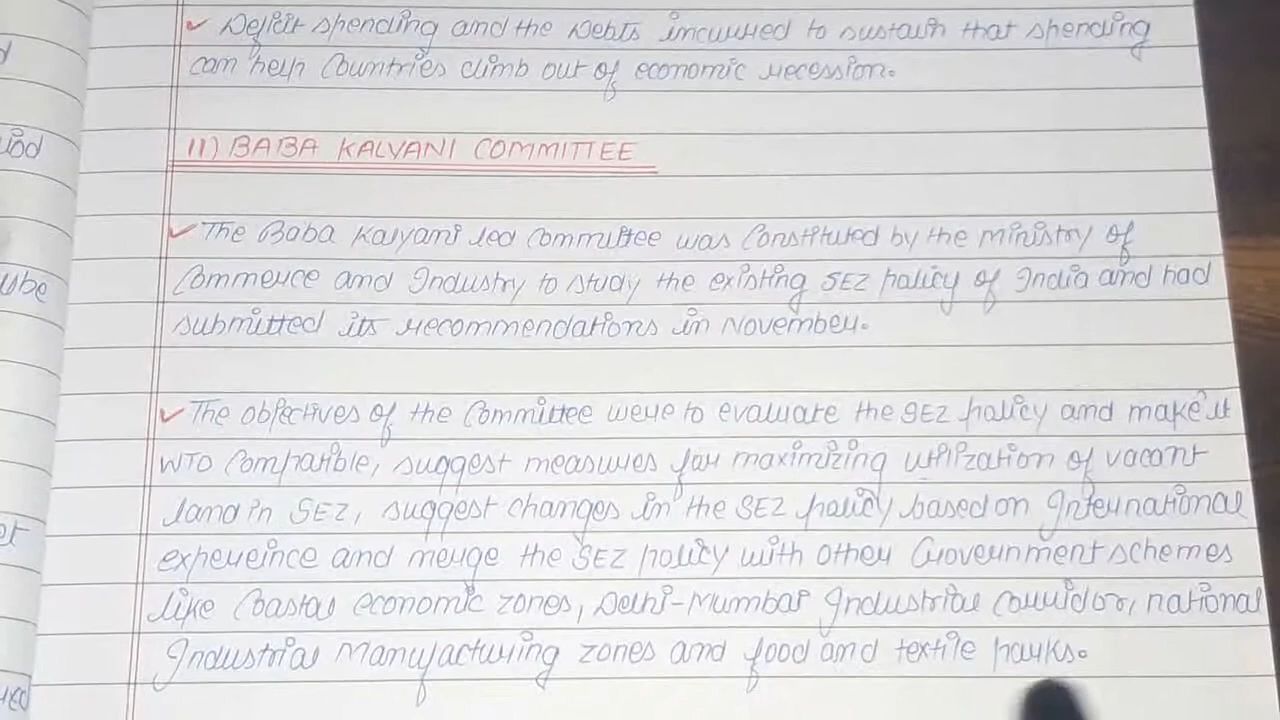 ✓ Deficit spending and the Debts incurred to sustain that spending
can help Countries climb out of economic recession.
11) BABA KALYANI COMMITTEE
✓ The Baba Kalyani led Committee was Constituted by the ministry of
Commerce and Industry to study the existing SEZ policy of India and had
submitted its recommendations in November.
✓ The objectives of the Committee were to evaluate the SEZ policy and make it
WTO Compatible, suggest measures for maximizing utilization of vacant
land in SEZ, suggest changes in the SEZ policy based on International
expereince and merge the SEZ policy with other Government schemes
like Coastal economic zones, Delhi-Mumbai Industrial Corridor, national
Industrial Manufacturing zones and food and textile parks.